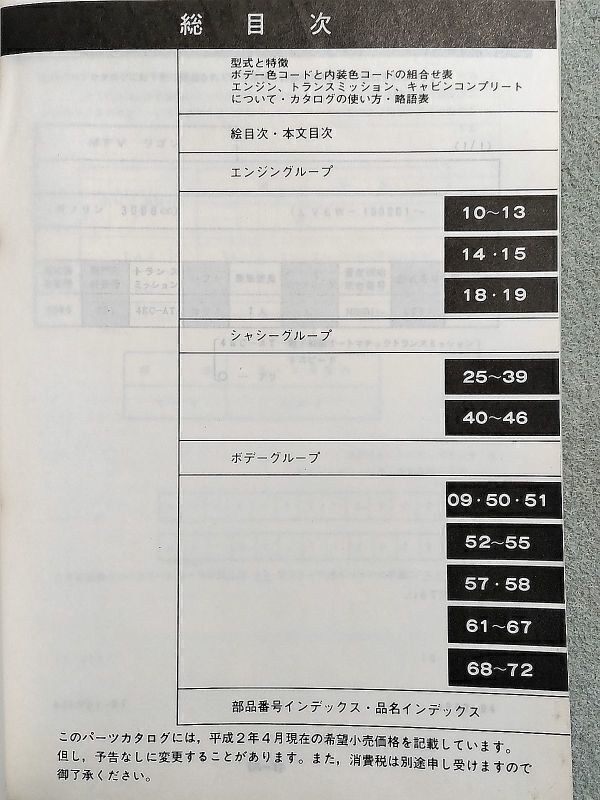 総目次
型式と特徴
ボデー色コードと内装色コードの組合せ表
エンジン、トランスミッション、キャビンコンプリート
について・カタログの使い方・略語表
絵目次・本文目次
エンジングループ
10～13
14・15
18・19
シャシーグループ
25～39
40～46
ボデーグループ
09・50・51
52～55
57・58
61～67
68～72
部品番号インデックス・品名インデックス
このパーツカタログには，平成2年4月現在の希望小売価格を記載しています。
但し，予告なしに変更することがあります。また，消費税は別途申し受けますので
御了承ください。